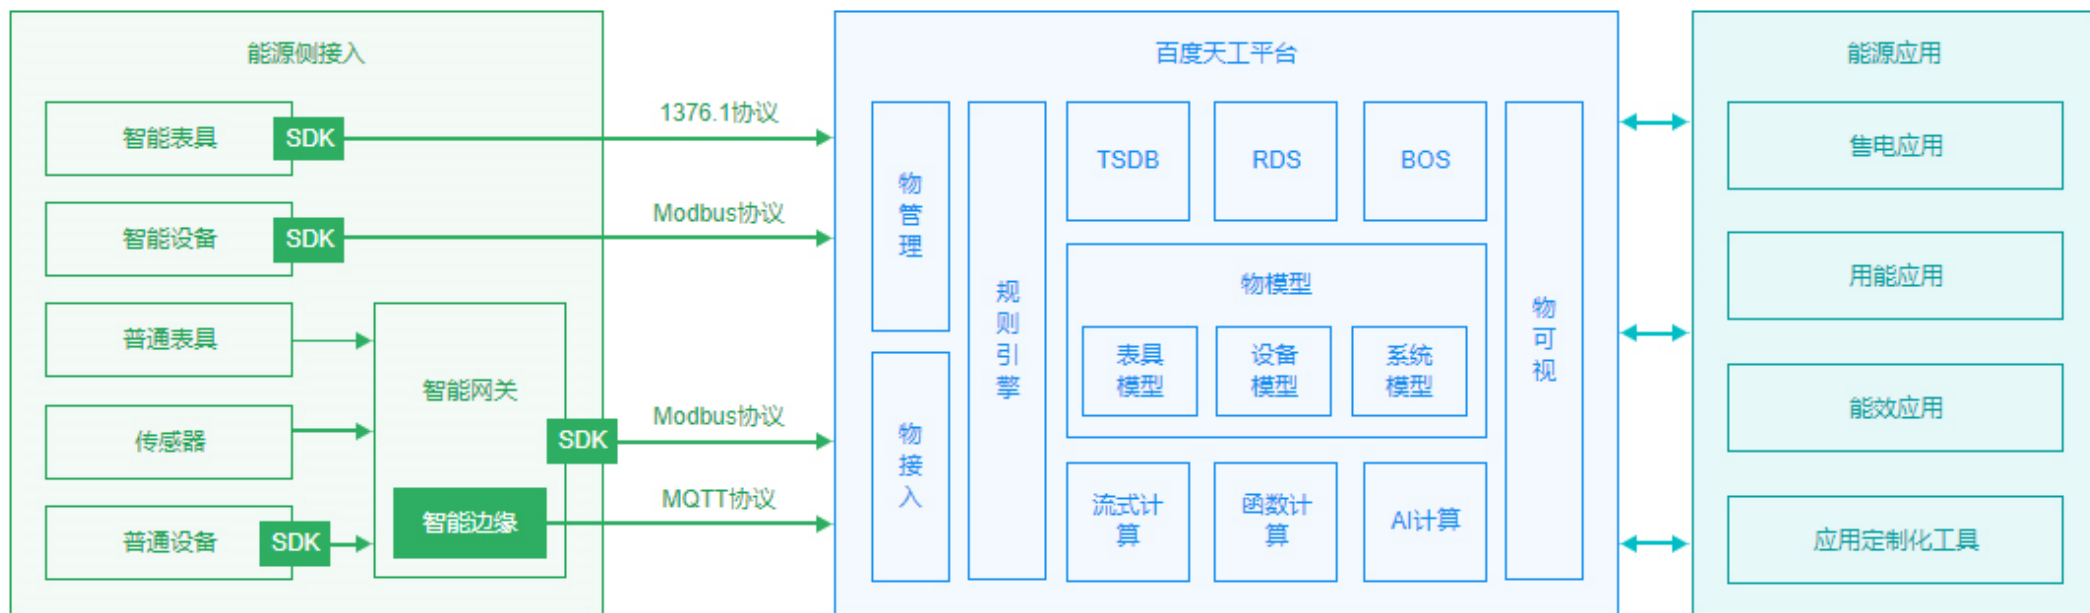 能源侧接入
智能表具
SDK
智能设备
SDK
普通表具
传感器
普通设备
SDK
智能网关
SDK
智能边缘
1376.1协议
Modbus协议
Modbus协议
MQTT协议
百度天工平台
物
管
理
物
接
入
规
则
引
擎
TSDB
RDS
BOS
物模型
表具
模型
设备
模型
系统
模型
流式计
算
函数计
算
AI计算
物
可
视
能源应用
售电应用
用能应用
能效应用
应用定制化工具